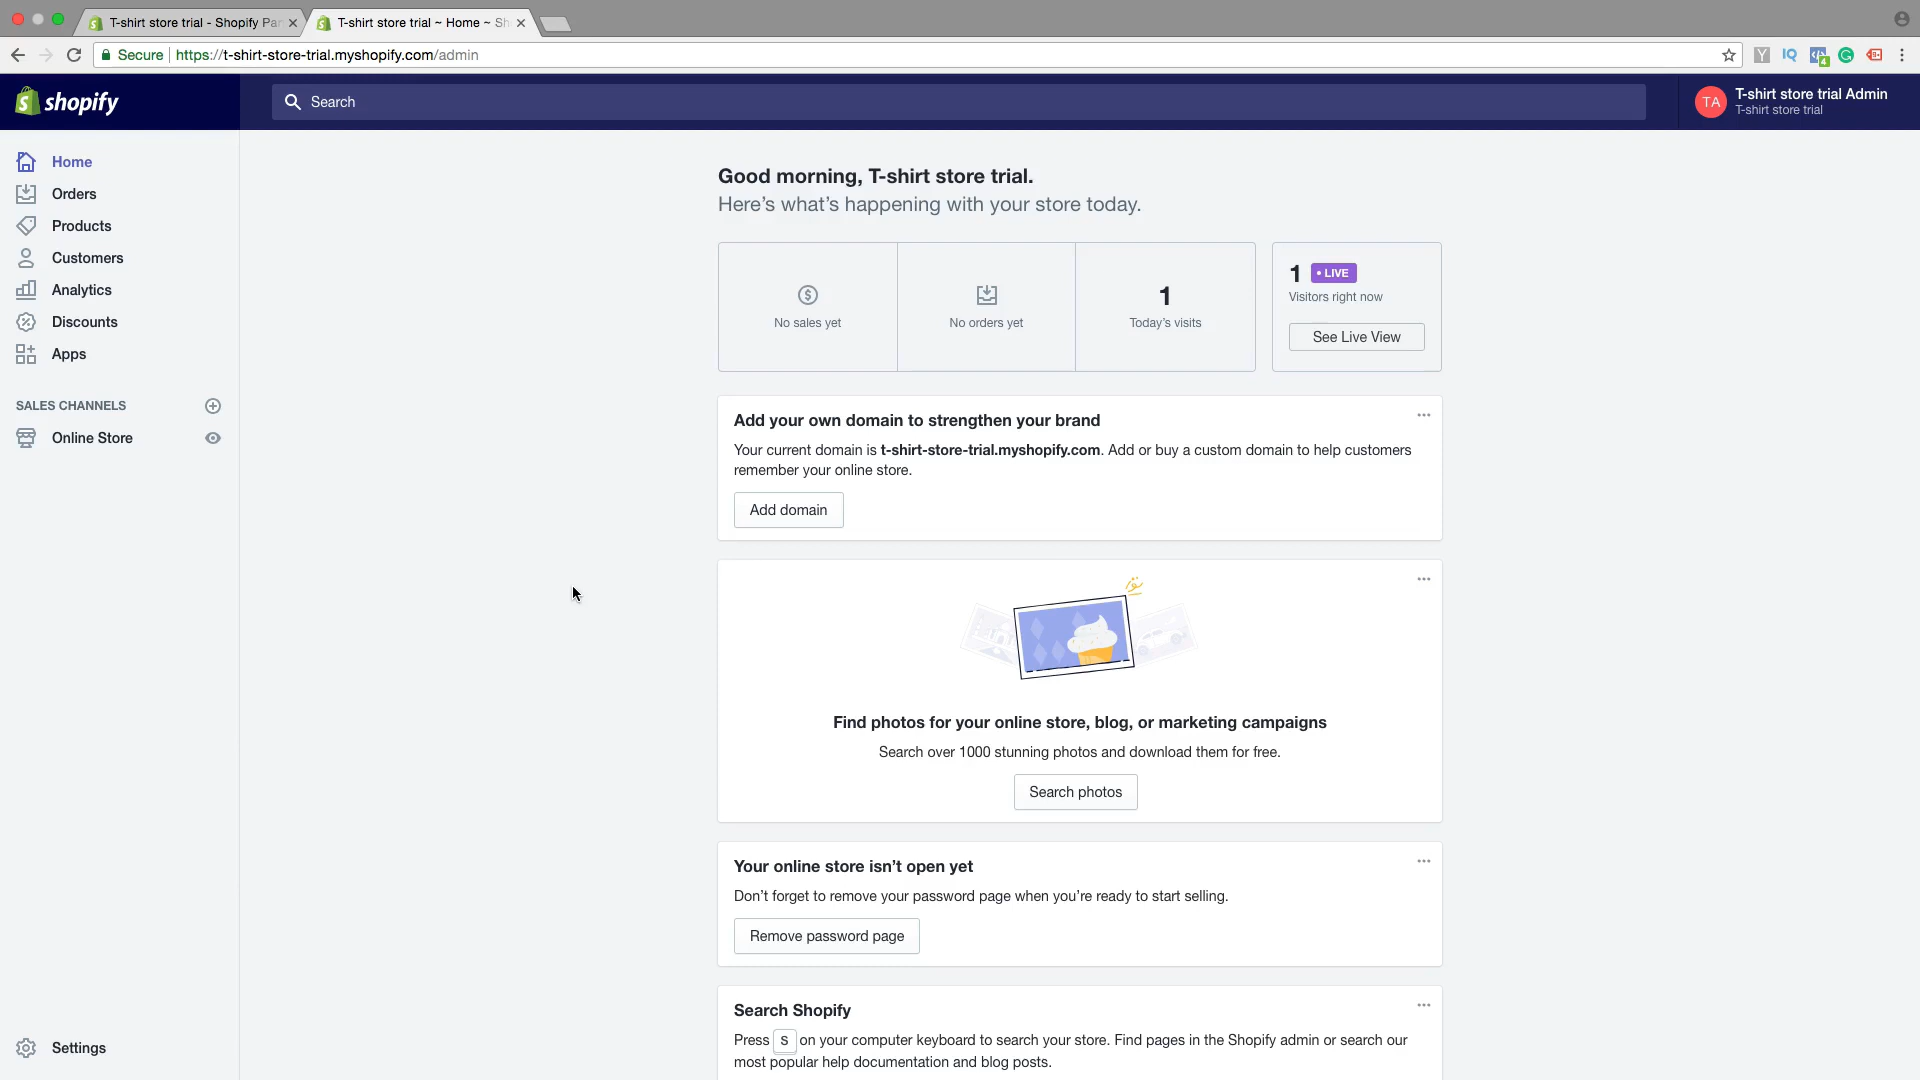 T-shirt store trial - Shopify Par
T-shirt store trial ~ Home ~ Sh
Secure
https://t-shirt-store-trial.myshopify.com/admin
Y
IQ
4
shopify
Search
TA
T-shirt store trial Admin
T-shirt store trial
Home
Orders
Products
Customers
Analytics
Discounts
Apps
SALES CHANNELS
Online Store
Settings
Good morning, T-shirt store trial.
Here’s what’s happening with your store today.
No sales yet
No orders yet
1
Today’s visits
1 • LIVE
Visitors right now
See Live View
Add your own domain to strengthen your brand
Your current domain is t-shirt-store-trial.myshopify.com. Add or buy a custom domain to help customers
remember your online store.
Add domain
Find photos for your online store, blog, or marketing campaigns
Search over 1000 stunning photos and download them for free.
Search photos
Your online store isn’t open yet
Don’t forget to remove your password page when you’re ready to start selling.
Remove password page
Search Shopify
Press S on your computer keyboard to search your store. Find pages in the Shopify admin or search our
most popular help documentation and blog posts.